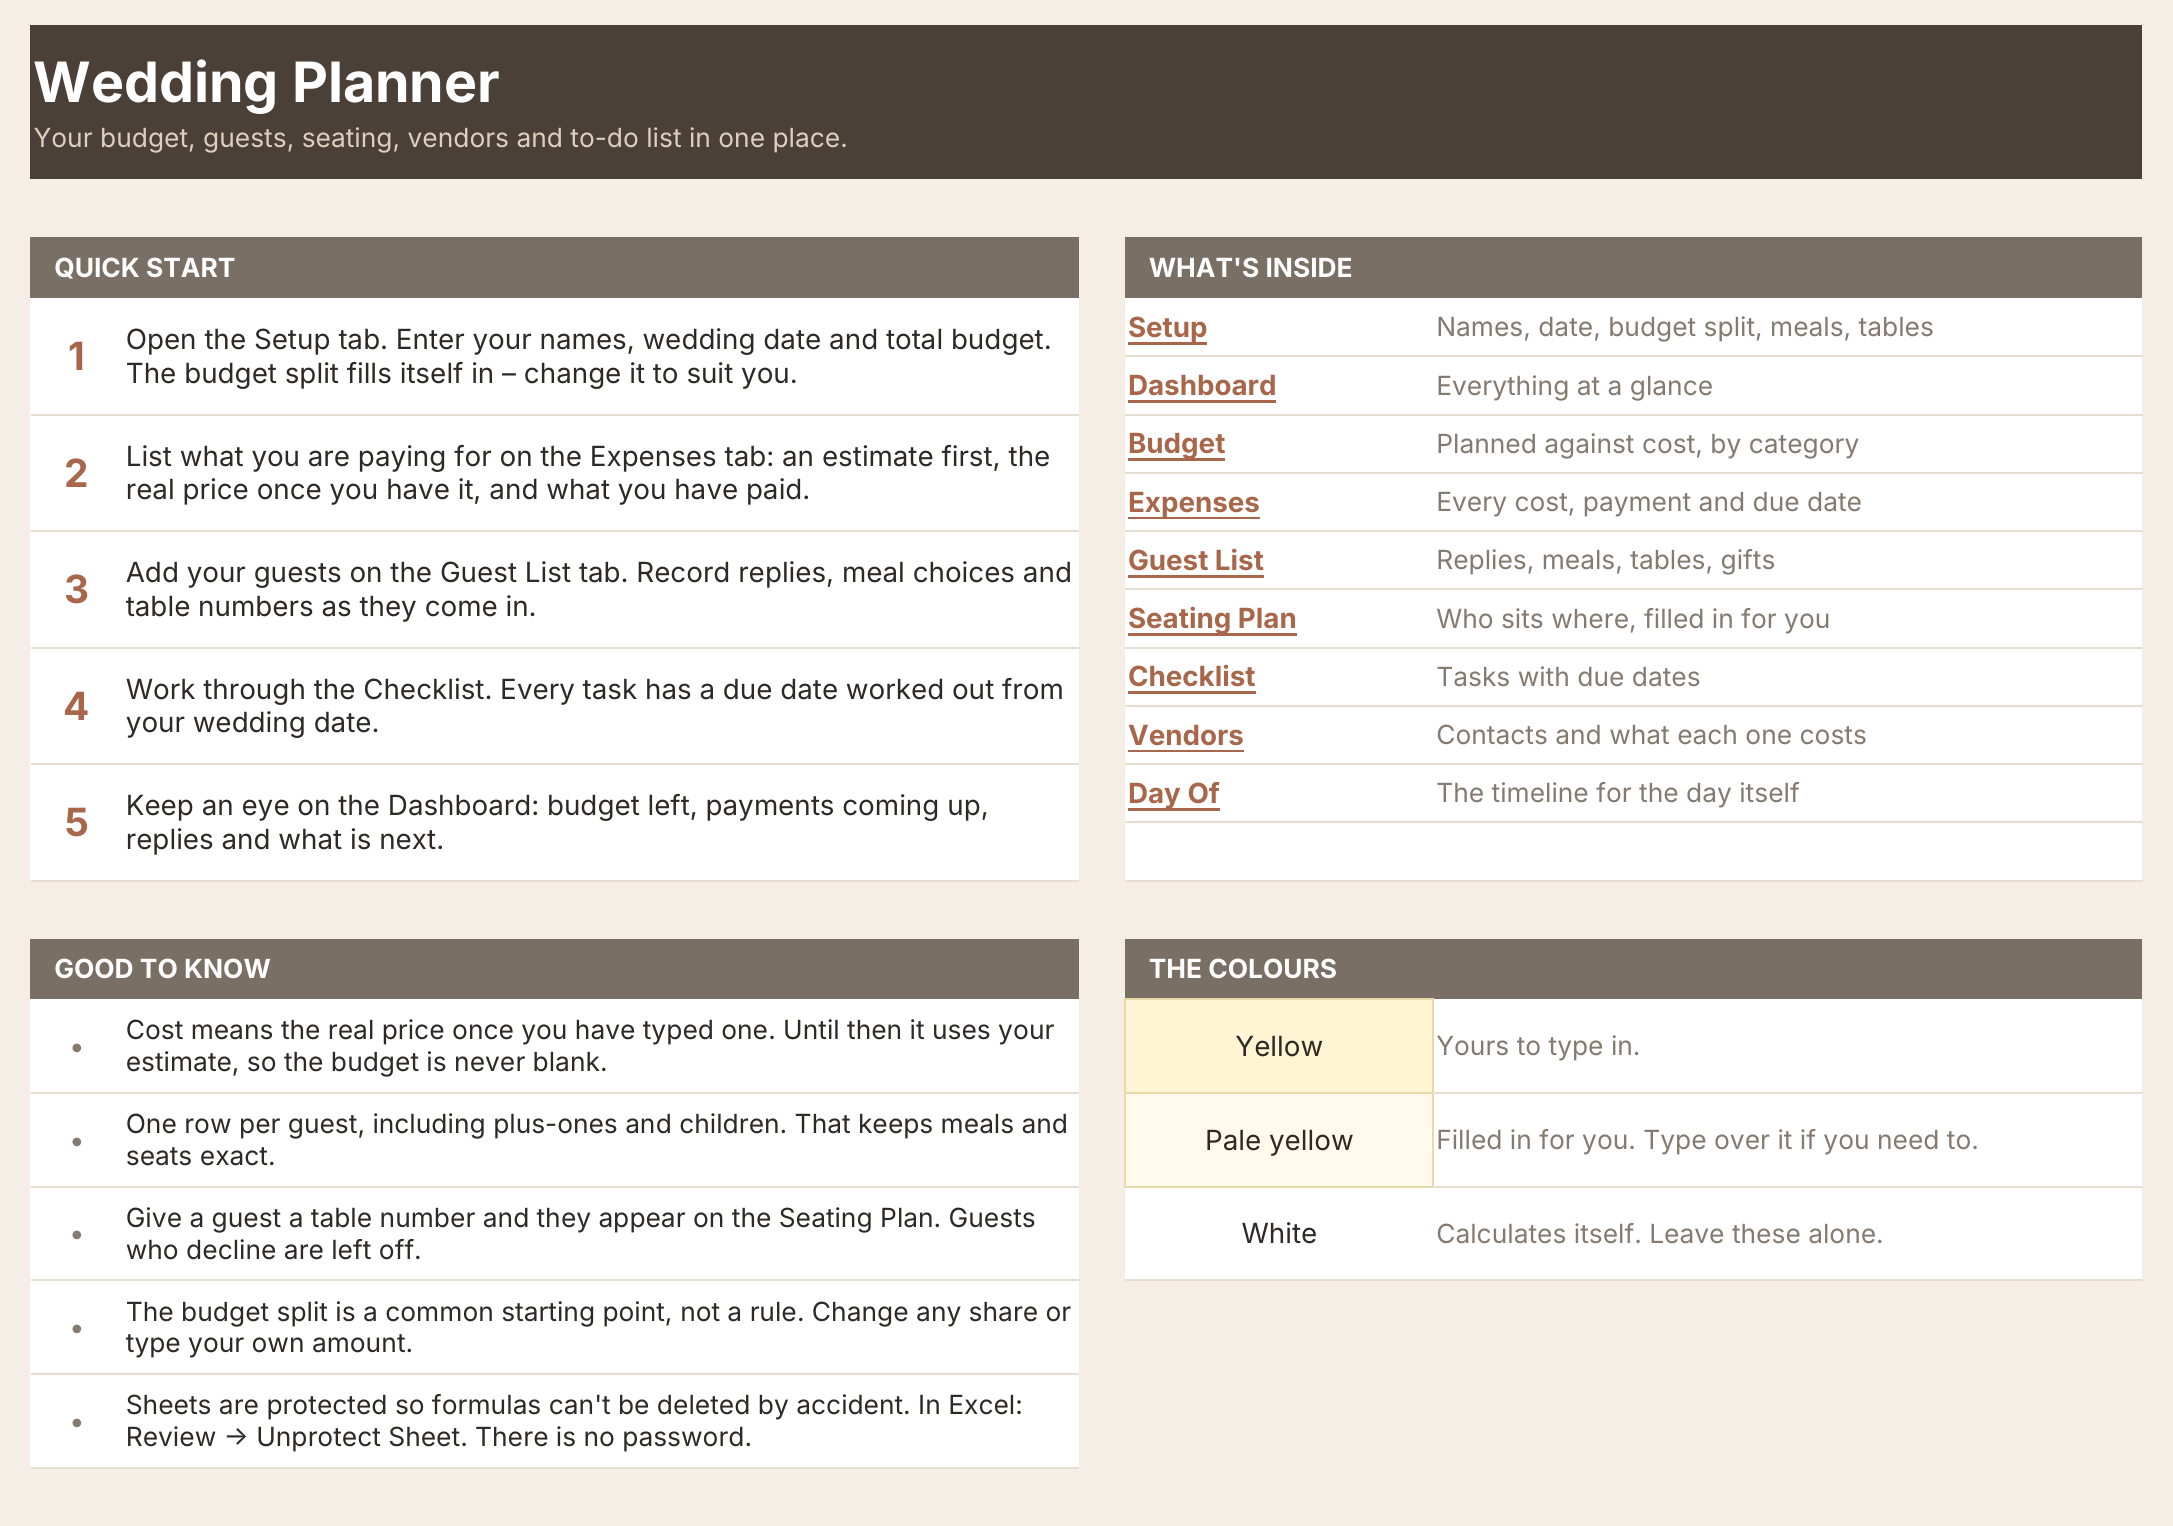 Wedding Planner
Your budget, guests, seating, vendors and to-do list in one place.
QUICK START
1
Open the Setup tab. Enter your names, wedding date and total budget.
The budget split fills itself in – change it to suit you.
2
List what you are paying for on the Expenses tab: an estimate first, the
real price once you have it, and what you have paid.
3
Add your guests on the Guest List tab. Record replies, meal choices and
table numbers as they come in.
4
Work through the Checklist. Every task has a due date worked out from
your wedding date.
5
Keep an eye on the Dashboard: budget left, payments coming up,
replies and what is next.
WHAT'S INSIDE
Setup Names, date, budget split, meals, tables
Dashboard Everything at a glance
Budget Planned against cost, by category
Expenses Every cost, payment and due date
Guest List Replies, meals, tables, gifts
Seating Plan Who sits where, filled in for you
Checklist Tasks with due dates
Vendors Contacts and what each one costs
Day Of The timeline for the day itself
GOOD TO KNOW
• Cost means the real price once you have typed one. Until then it uses your
estimate, so the budget is never blank.
• One row per guest, including plus-ones and children. That keeps meals and
seats exact.
• Give a guest a table number and they appear on the Seating Plan. Guests
who decline are left off.
• The budget split is a common starting point, not a rule. Change any share or
type your own amount.
• Sheets are protected so formulas can't be deleted by accident. In Excel:
Review → Unprotect Sheet. There is no password.
THE COLOURS
Yellow Yours to type in.
Pale yellow Filled in for you. Type over it if you need to.
White Calculates itself. Leave these alone.